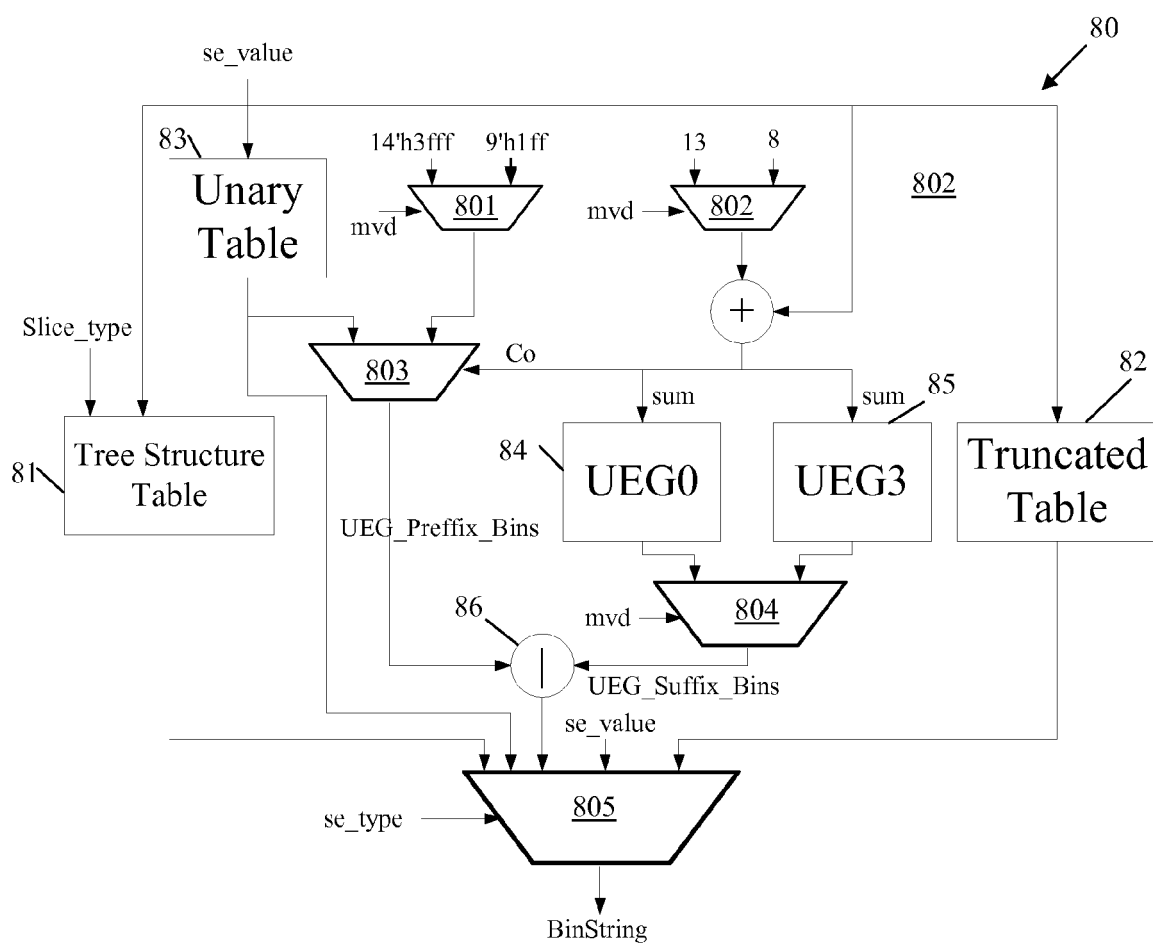 80
se_value
83
14'h3fff
9'h1ff
13
8
Unary
Table
801
mvd
802
mvd
802
+
Slice_type
803
Co
sum
sum
85
82
Tree Structure
Table
81
84
UEG0
UEG3
Truncated
Table
UEG_Preffix_Bins
86
mvd
804
|
UEG_Suffix_Bins
se_value
se_type
805
BinString